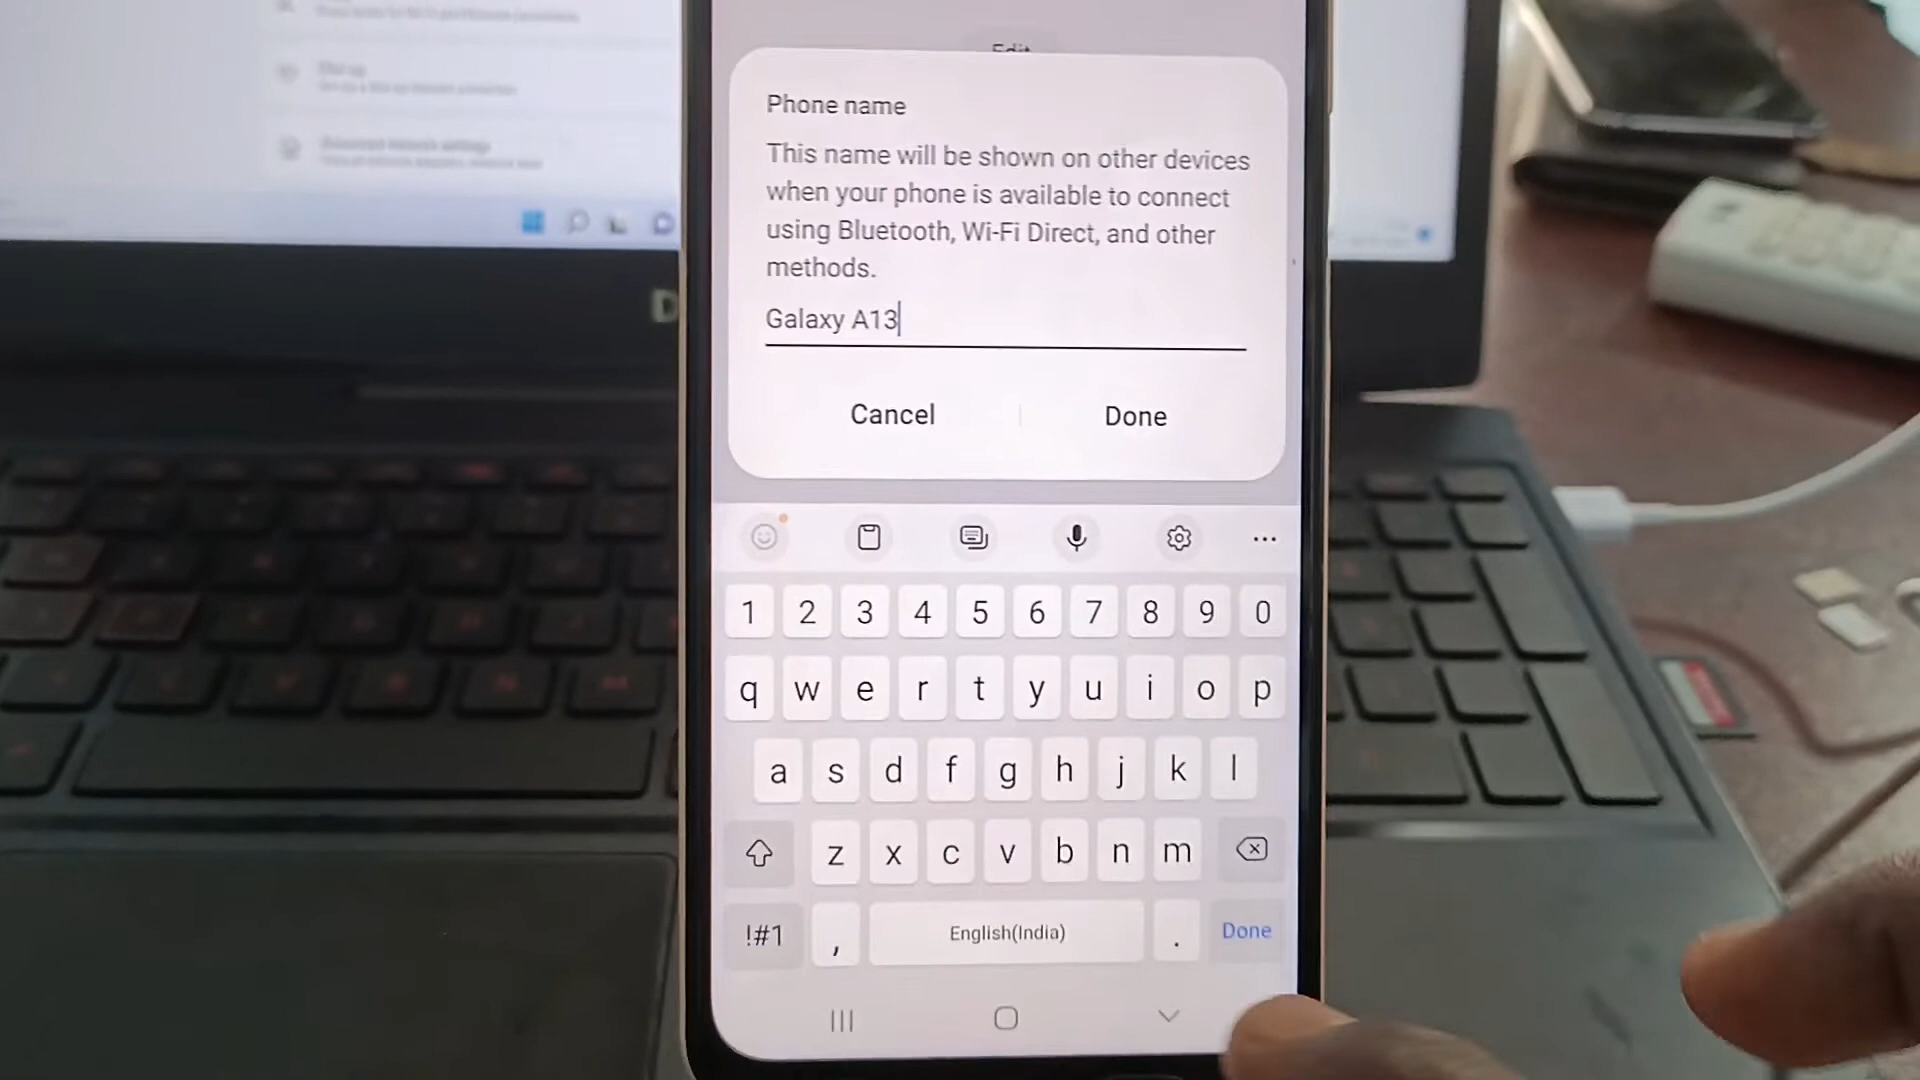 Edit
Phone name
This name will be shown on other devices
when your phone is available to connect
using Bluetooth, Wi-Fi Direct, and other
methods.
Galaxy A13
Cancel
Done
1 2 3 4 5 6 7 8 9 0
q w e r t y u i o p
a s d f g h j k l
z x c v b n m
!#1 , English(India) . Done